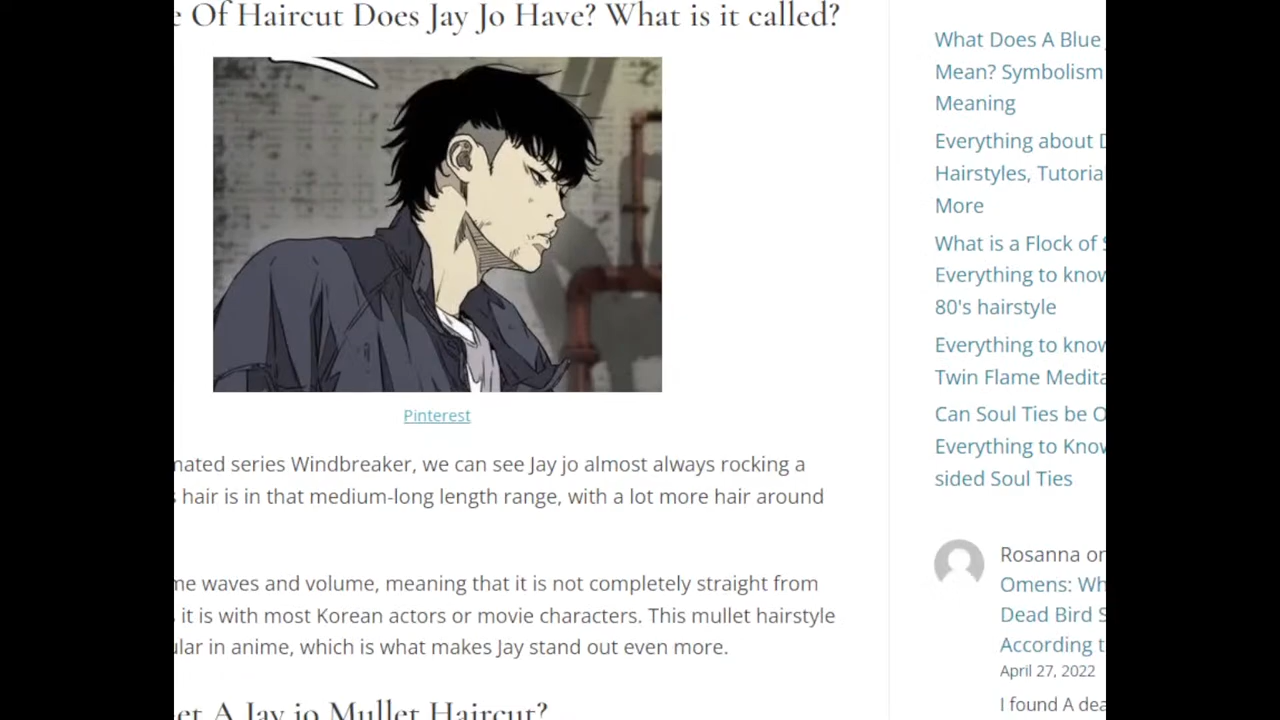 Of Haircut Does Jay Jo Have? What is it called?
Pinterest
series Windbreaker, we can see Jay jo almost always rocking a
hair is in that medium-long length range, with a lot more hair around
waves and volume, meaning that it is not completely straight from
it is with most Korean actors or movie characters. This mullet hairstyle
in anime, which is what makes Jay stand out even more.
A Jay jo Mullet Haircut?
What Does A Blue
Mean? Symbolism
Meaning
Everything about
Hairstyles, Tutoria
More
What is a Flock of
Everything to know
80's hairstyle
Everything to know
Twin Flame Medita
Can Soul Ties be O
Everything to Know
sided Soul Ties
Rosanna on
Omens: Wh
Dead Bird S
According t
April 27, 2022
I found A dea